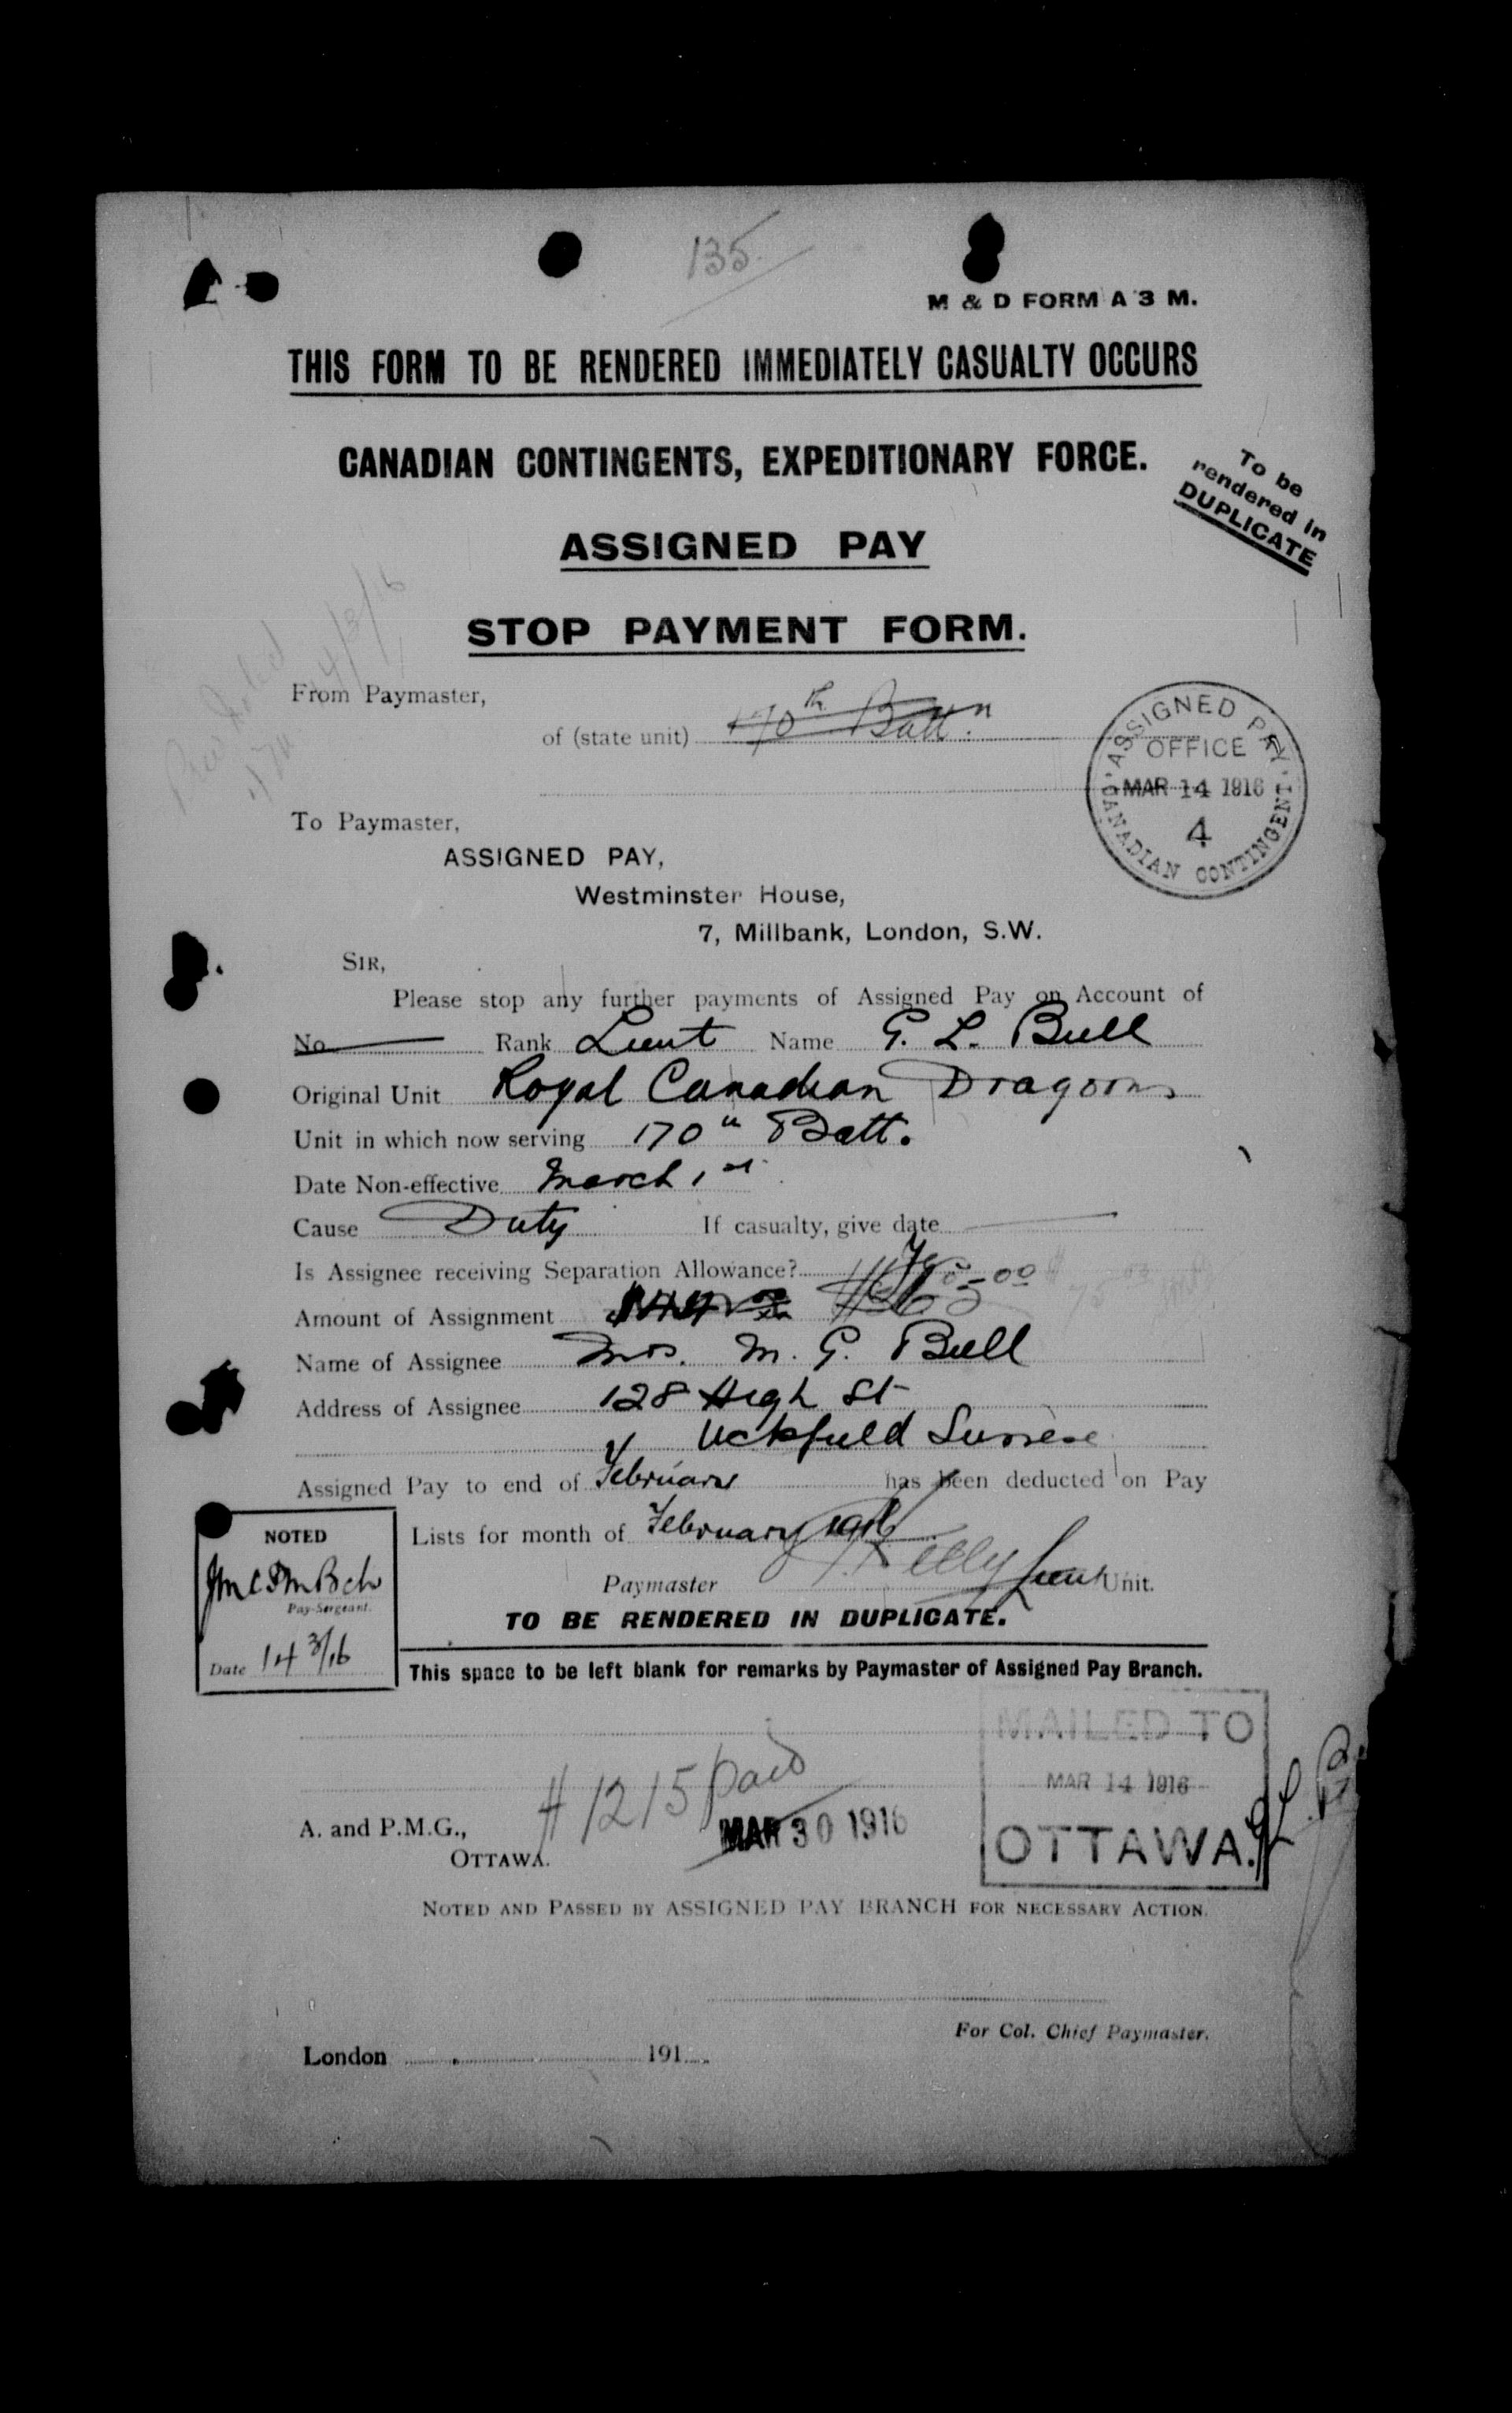 135
M & D FORM A 3 M.
THIS FORM TO BE RENDERED IMMEDIATELY CASUALTY OCCURS
CANADIAN CONTINGENTS, EXPEDITIONARY FORCE.
To be
rendered in
DUPLICATE
ASSIGNED PAY
STOP PAYMENT FORM.
From Paymaster,
of (state unit) 170th Battn
ASSIGNED PAY
OFFICE
MAR 14 1916
4
CANADIAN CONTINGENT
To Paymaster,
ASSIGNED PAY,
Westminster House,
7, Millbank, London, S.W.
SIR,
Please stop any further payments of Assigned Pay on Account of
No. Rank Lieut Name G. L. Bull
Original Unit Royal Canadian Dragoons
Unit in which now serving 170th Batt.
Date Non-effective March 1st
Cause Duty If casualty, give date
Is Assignee receiving Separation Allowance? Yes
Amount of Assignment
Name of Assignee Mrs. M. G. Bull
Address of Assignee 128 High St
Uckfield Sussex
Assigned Pay to end of February has been deducted on Pay
Lists for month of February 1916
Paymaster Kelly Lieut Unit.
TO BE RENDERED IN DUPLICATE.
NOTED
Pay-Sergeant.
Date 14 3/16
This space to be left blank for remarks by Paymaster of Assigned Pay Branch.
MAILED TO
MAR 14 1916
OTTAWA.
$1215 paid
MAR 30 1916
A. and P.M.G.,
OTTAWA.
NOTED AND PASSED BY ASSIGNED PAY BRANCH FOR NECESSARY ACTION.
For Col. Chief Paymaster.
London 191